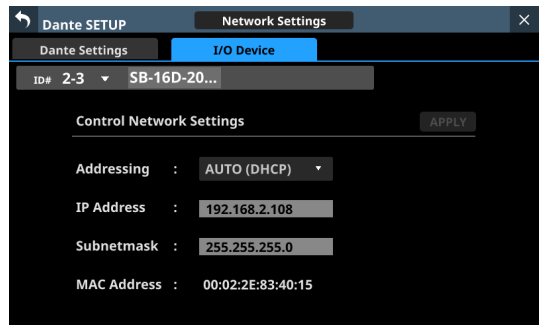 Dante SETUP Network Settings
Dante Settings I/O Device
ID# 2-3 SB-16D-20...
Control Network Settings APPLY
Addressing : AUTO (DHCP)
IP Address : 192.168.2.108
Subnetmask : 255.255.255.0
MAC Address : 00:02:2E:83:40:15